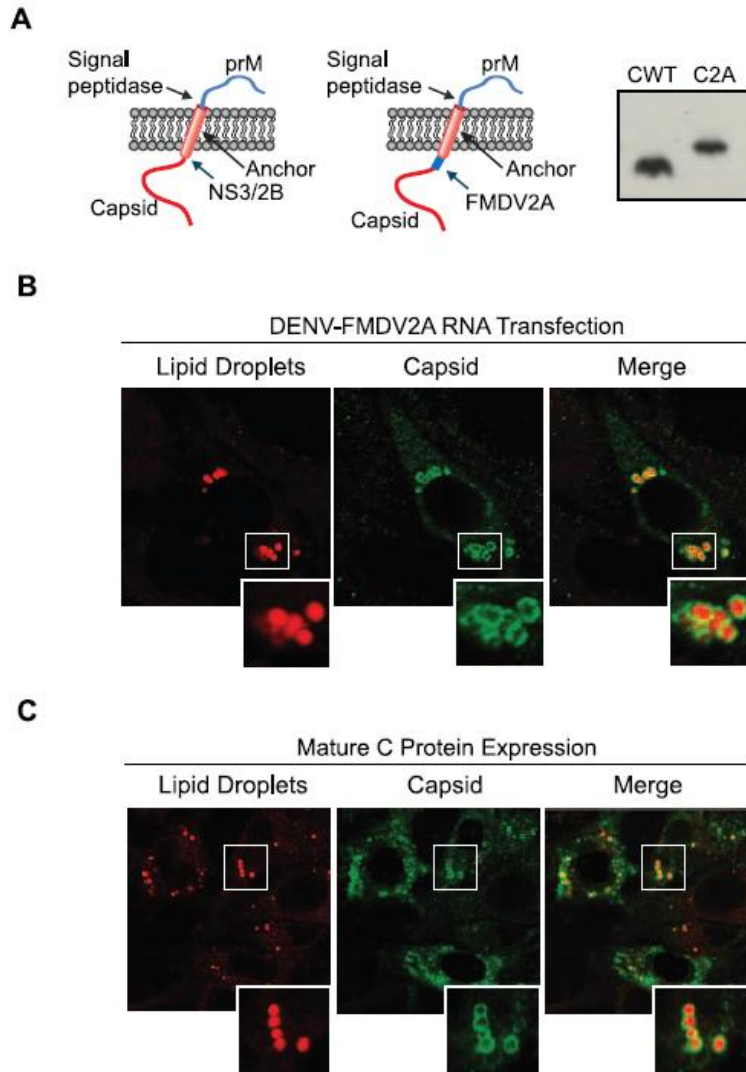 A
Signal
peptidase
prM
Anchor
NS3/2B
Capsid
Signal
peptidase
prM
Anchor
FMDV2A
Capsid
CWT C2A
B
DENV-FMDV2A RNA Transfection
Lipid Droplets Capsid Merge
C
Mature C Protein Expression
Lipid Droplets Capsid Merge